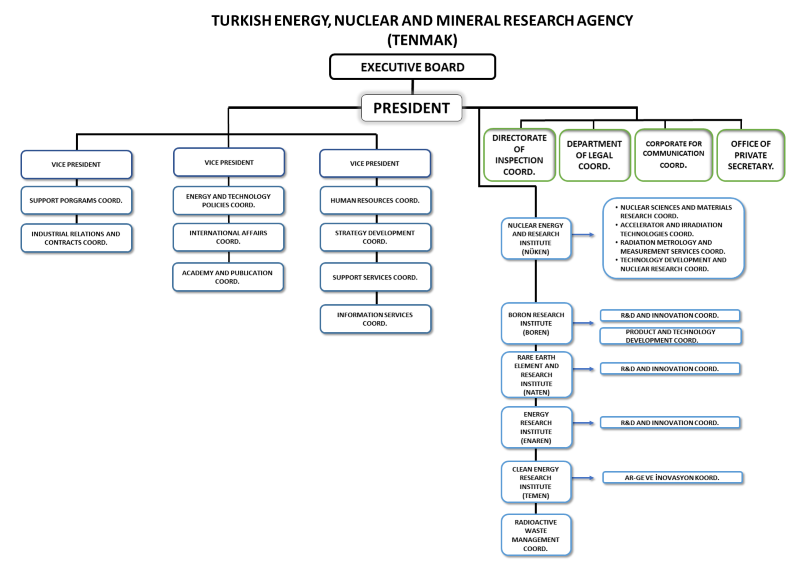 TURKISH ENERGY, NUCLEAR AND MINERAL RESEARCH AGENCY
(TENMAK)
EXECUTIVE BOARD
PRESIDENT
VICE PRESIDENT
SUPPORT PORGRAMS COORD.
INDUSTRIAL RELATIONS AND
CONTRACTS COORD.
VICE PRESIDENT
ENERGY AND TECHNOLOGY
POLICIES COORD.
INTERNATIONAL AFFAIRS
COORD.
ACADEMY AND PUBLICATION
COORD.
VICE PRESIDENT
HUMAN RESOURCES COORD.
STRATEGY DEVELOPMENT
COORD.
SUPPORT SERVICES COORD.
INFORMATION SERVICES
COORD.
DIRECTORATE
OF
INSPECTION
COORD.
DEPARTMENT
OF LEGAL
COORD.
CORPORATE FOR
COMMUNICATION
COORD.
OFFICE OF
PRIVATE
SECRETARY.
NUCLEAR ENERGY
AND RESEARCH
INSTITUTE
(NÜKEN)
• NUCLEAR SCIENCES AND MATERIALS
RESEARCH COORD.
• ACCELERATOR AND IRRADIATION
TECHNOLOGIES COORD.
• RADIATION METROLOGY AND
MEASUREMENT SERVICES COORD.
• TECHNOLOGY DEVELOPMENT AND
NUCLEAR RESEARCH COORD.
BORON RESEARCH
INSTITUTE
(BOREN)
R&D AND INNOVATION COORD.
PRODUCT AND TECHNOLOGY
DEVELOPMENT COORD.
RARE EARTH
ELEMENT AND
RESEARCH
INSTITUTE
(NATEN)
R&D AND INNOVATION COORD.
ENERGY
RESEARCH
INSTITUTE
(ENAREN)
R&D AND INNOVATION COORD.
CLEAN ENERGY
RESEARCH
INSTITUTE
(TEMEN)
AR-GE VE İNOVASYON KOORD.
RADIOACTIVE
WASTE
MANAGEMENT
COORD.